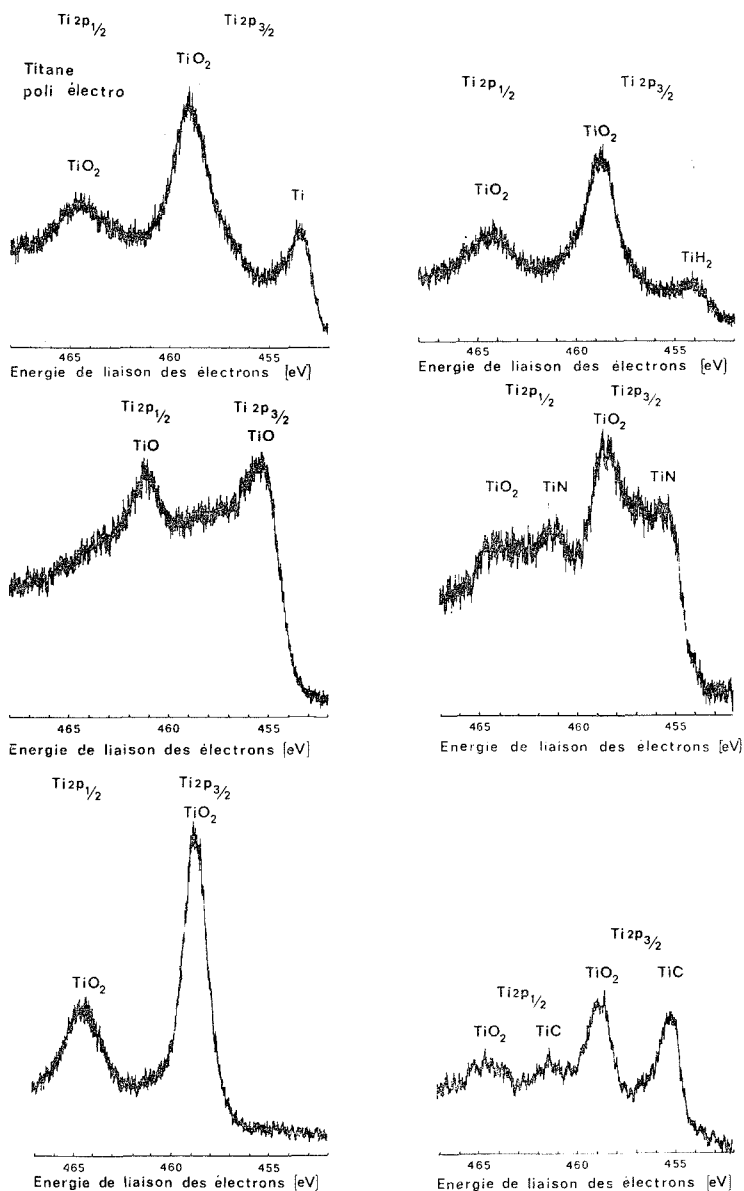 Ti 2p1/2 Ti 2p3/2
Titane
poli électro
TiO2
TiO2
Ti
465 460 455
Energie de liaison des électrons [eV]
Ti 2p1/2 Ti 2p3/2
TiO2
TiO2
TiH2
465 460 455
Energie de liaison des électrons [eV]
Ti 2p1/2 Ti 2p3/2
TiO TiO
465 460 455
Energie de liaison des électrons [eV]
Ti 2p1/2 Ti 2p3/2
TiO2
TiO2 TiN TiN
465 460 455
Energie de liaison des électrons [eV]
Ti 2p1/2 Ti 2p3/2
TiO2
TiO2
465 460 455
Energie de liaison des électrons [eV]
Ti 2p3/2
TiO2 TiC
Ti 2p1/2
TiO2 TiC
465 460 455
Energie de liaison des électrons [eV]